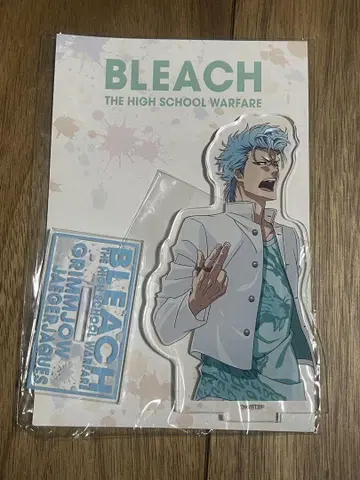 BLEACH
THE HIGH SCHOOL WARFARE
BLEACH
THE HIGH SCHOOL WARFARE
GRIMMJOW
JAEGERJAQUES